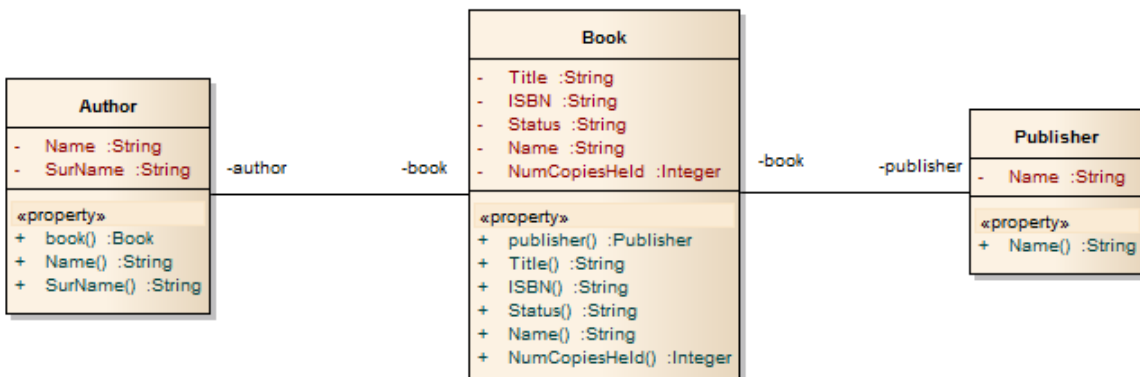 Author
- Name :String
- SurName :String
«property»
+ book() :Book
+ Name() :String
+ SurName() :String
-author
-book
Book
- Title :String
- ISBN :String
- Status :String
- Name :String
- NumCopiesHeld :Integer
«property»
+ publisher() :Publisher
+ Title() :String
+ ISBN() :String
+ Status() :String
+ Name() :String
+ NumCopiesHeld() :Integer
-book
-publisher
Publisher
- Name :String
«property»
+ Name() :String